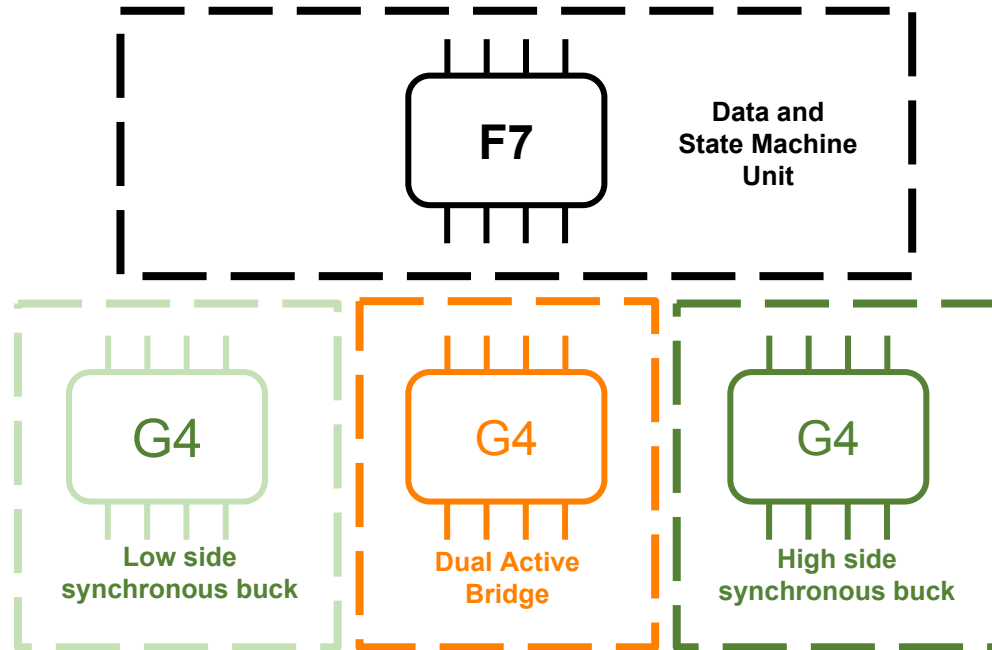 F7
Data and
State Machine
Unit
G4
Low side
synchronous buck
G4
Dual Active
Bridge
G4
High side
synchronous buck